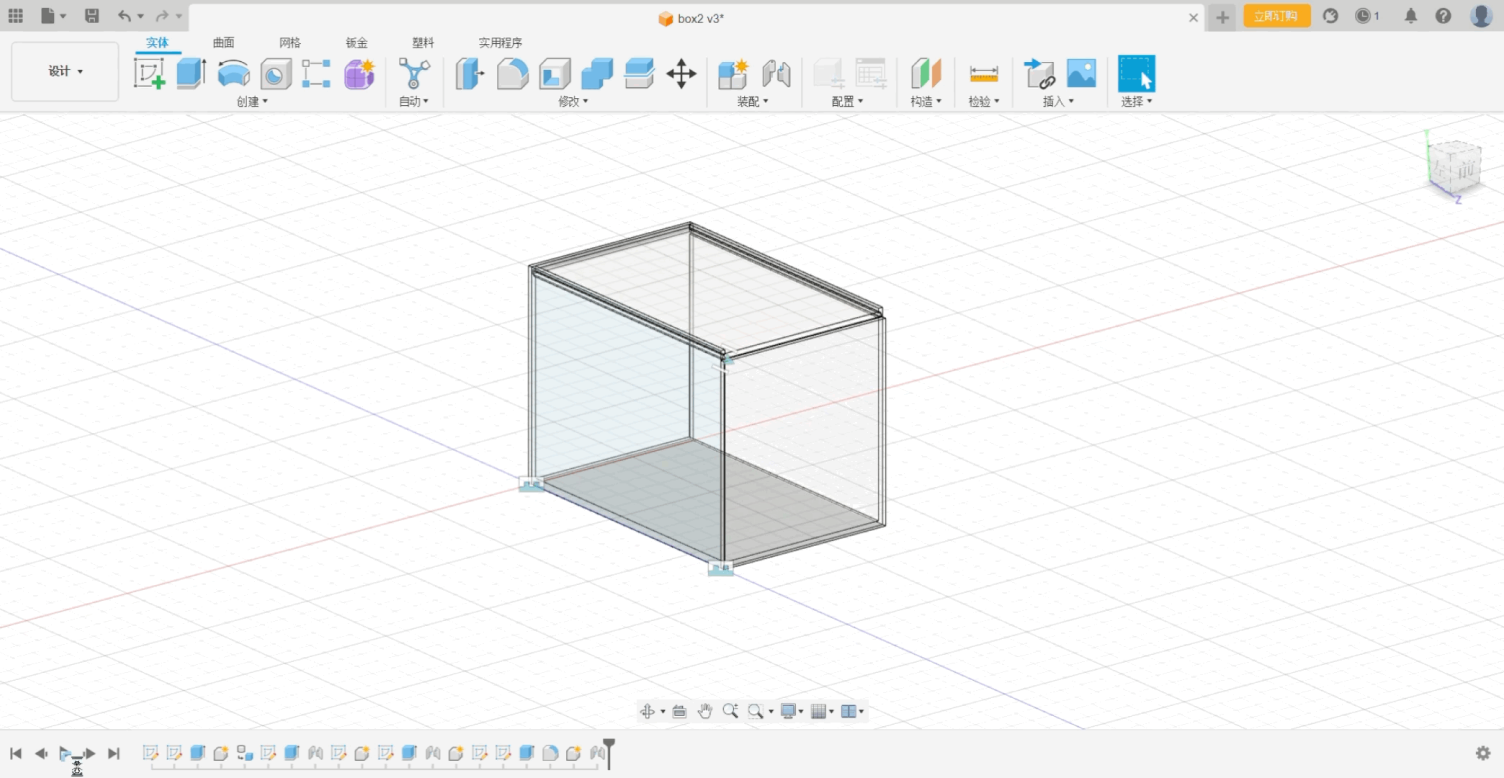 box2 v3*
立即订购
1
实体
曲面
网格
钣金
塑料
实用程序
设计
创建
自动
修改
装配
配置
构造
检验
插入
选择
前
Y
Z